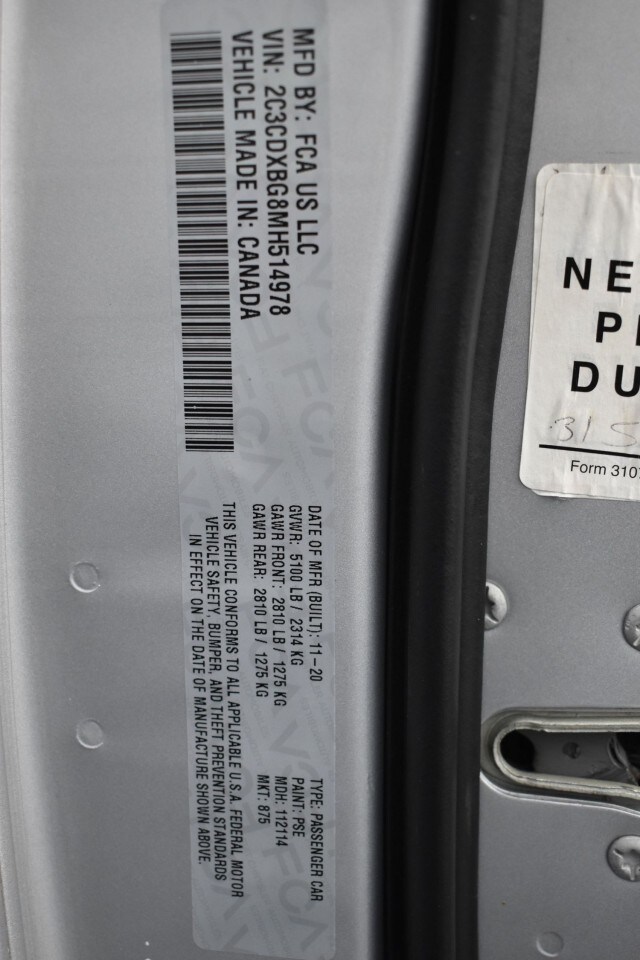 MFD BY: FCA US LLC
VIN: 2C3CDXBG8MH514978
VEHICLE MADE IN: CANADA
DATE OF MFR (BUILT): 11-20
GVWR: 5100 LB / 2314 KG
GAWR FRONT: 2810 LB / 1275 KG
GAWR REAR: 2810 LB / 1275 KG
TYPE: PASSENGER CAR
PAINT: PSE
MDH: 112114
MKT: 875
THIS VEHICLE CONFORMS TO ALL APPLICABLE U.S.A. FEDERAL MOTOR
VEHICLE SAFETY, BUMPER, AND THEFT PREVENTION STANDARDS
IN EFFECT ON THE DATE OF MANUFACTURE SHOWN ABOVE.
FCA
NE
DU
Form 3107